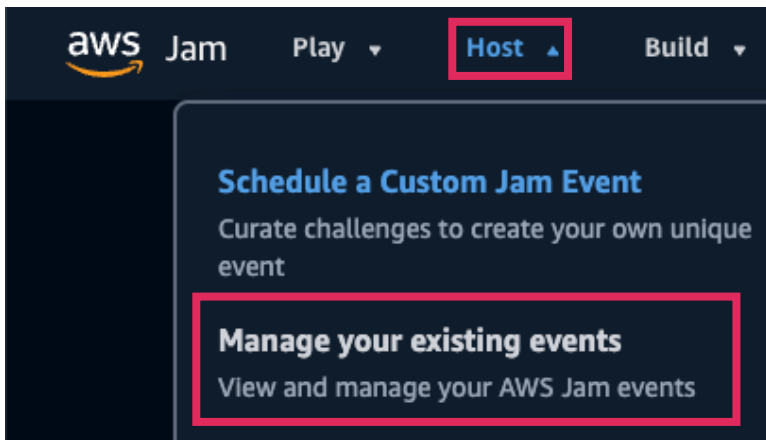 aws Jam Play Host Build
Schedule a Custom Jam Event
Curate challenges to create your own unique
event
Manage your existing events
View and manage your AWS Jam events